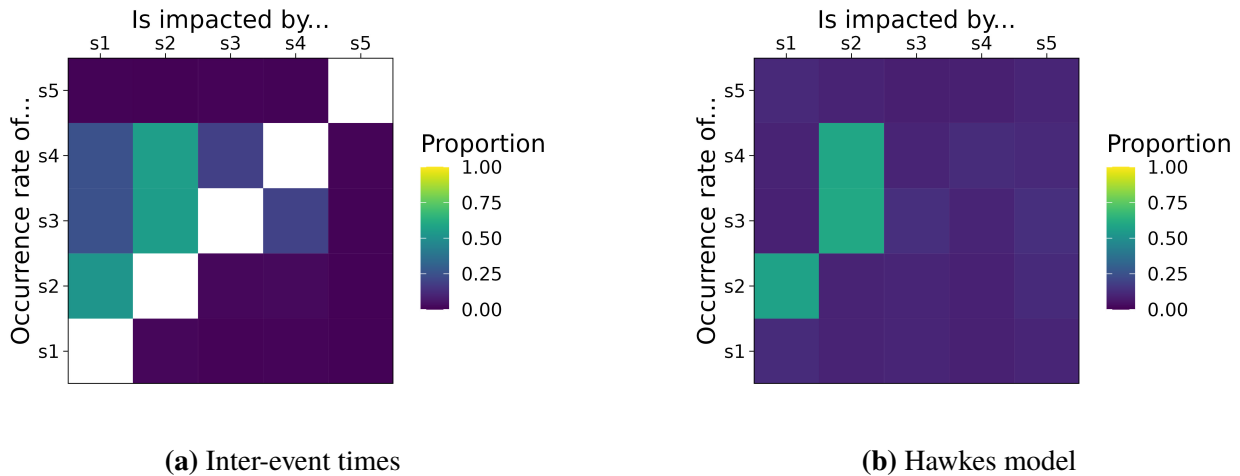 Is impacted by...
s1 s2 s3 s4 s5
Occurrence rate of...
s5
s4
s3
s2
s1
Proportion
1.00
0.75
0.50
0.25
0.00
(a) Inter-event times
Is impacted by...
s1 s2 s3 s4 s5
Occurrence rate of...
s5
s4
s3
s2
s1
Proportion
1.00
0.75
0.50
0.25
0.00
(b) Hawkes model